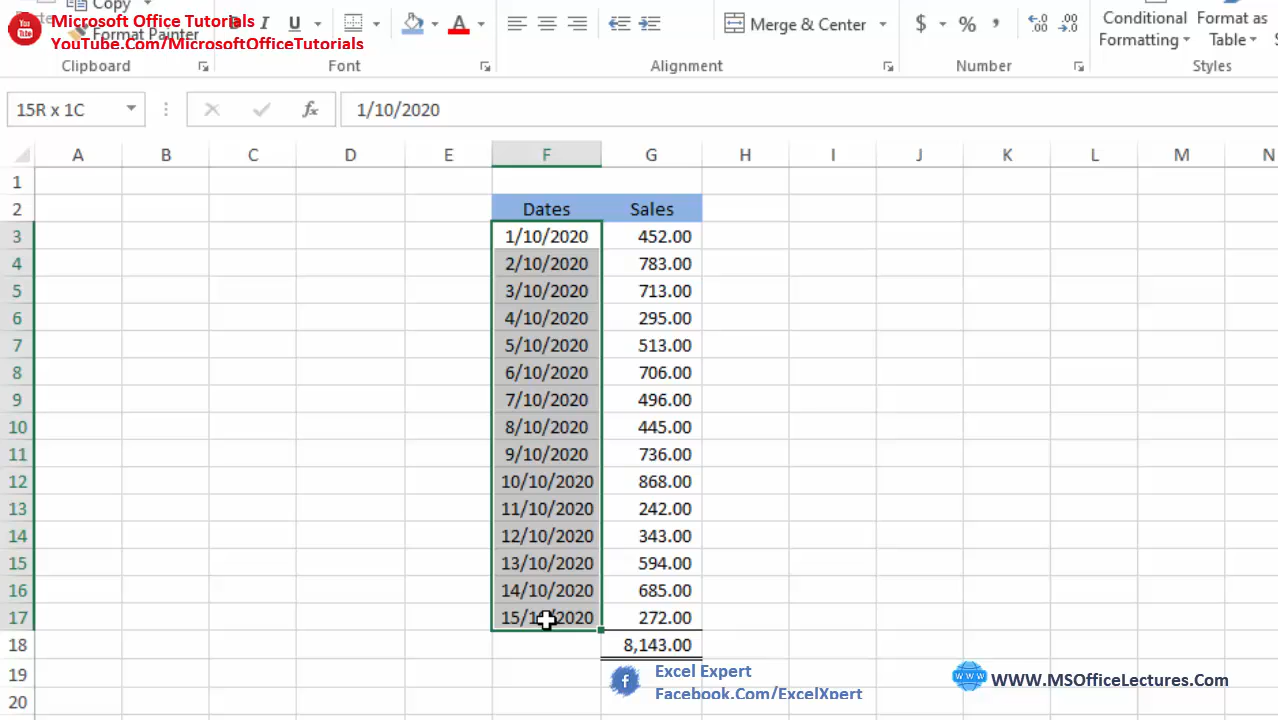 Copy
Microsoft Office Tutorials
YouTube.Com/MicrosoftOfficeTutorials
Format Painter
B I U A
Merge & Center
$ % ,
Conditional Formatting
Format as Table
Clipboard Font Alignment Number Styles
15R x 1C fx 1/10/2020
A B C D E F G H I J K L M N
1
2 Dates Sales
3 1/10/2020 452.00
4 2/10/2020 783.00
5 3/10/2020 713.00
6 4/10/2020 295.00
7 5/10/2020 513.00
8 6/10/2020 706.00
9 7/10/2020 496.00
10 8/10/2020 445.00
11 9/10/2020 736.00
12 10/10/2020 868.00
13 11/10/2020 242.00
14 12/10/2020 343.00
15 13/10/2020 594.00
16 14/10/2020 685.00
17 15/10/2020 272.00
18 8,143.00
19
20
Excel Expert
Facebook.Com/ExcelXpert
www
www.MSOfficeLectures.Com